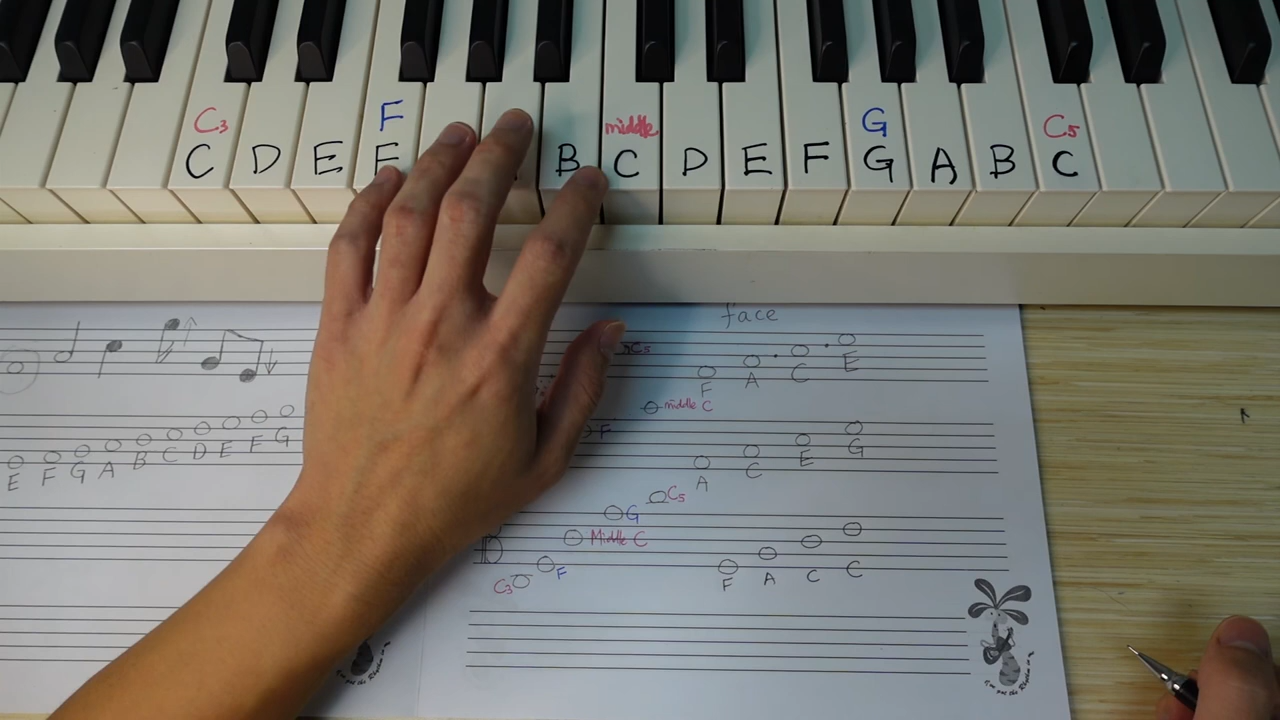 C3 F middle G C5
C D E F B C D E F G A B C
face
F A C E
middle C
F
E F G A B C D E F G
A C E G
C5
G
Middle C
F
C3
F A C C